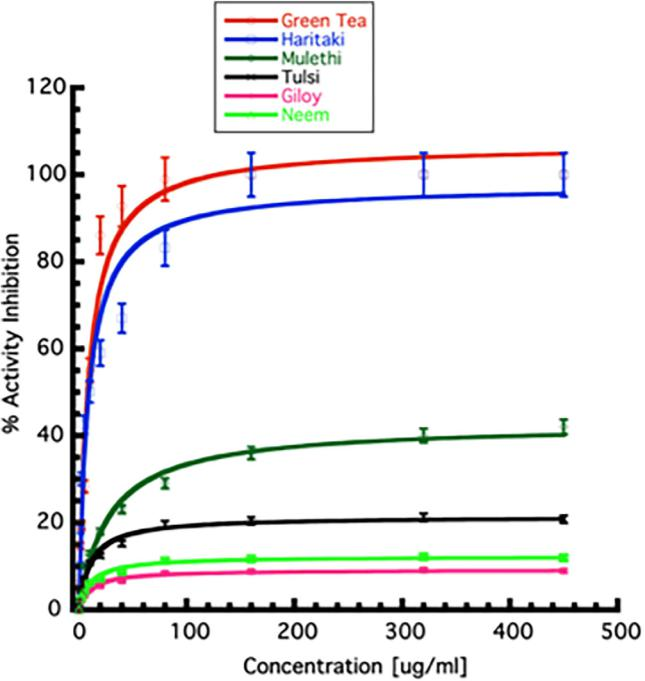 Green Tea
Haritaki
Mulethi
Tulsi
Giloy
Neem
120
100
80
60
40
20
0
% Activity Inhibition
0 100 200 300 400 500
Concentration [ug/ml]